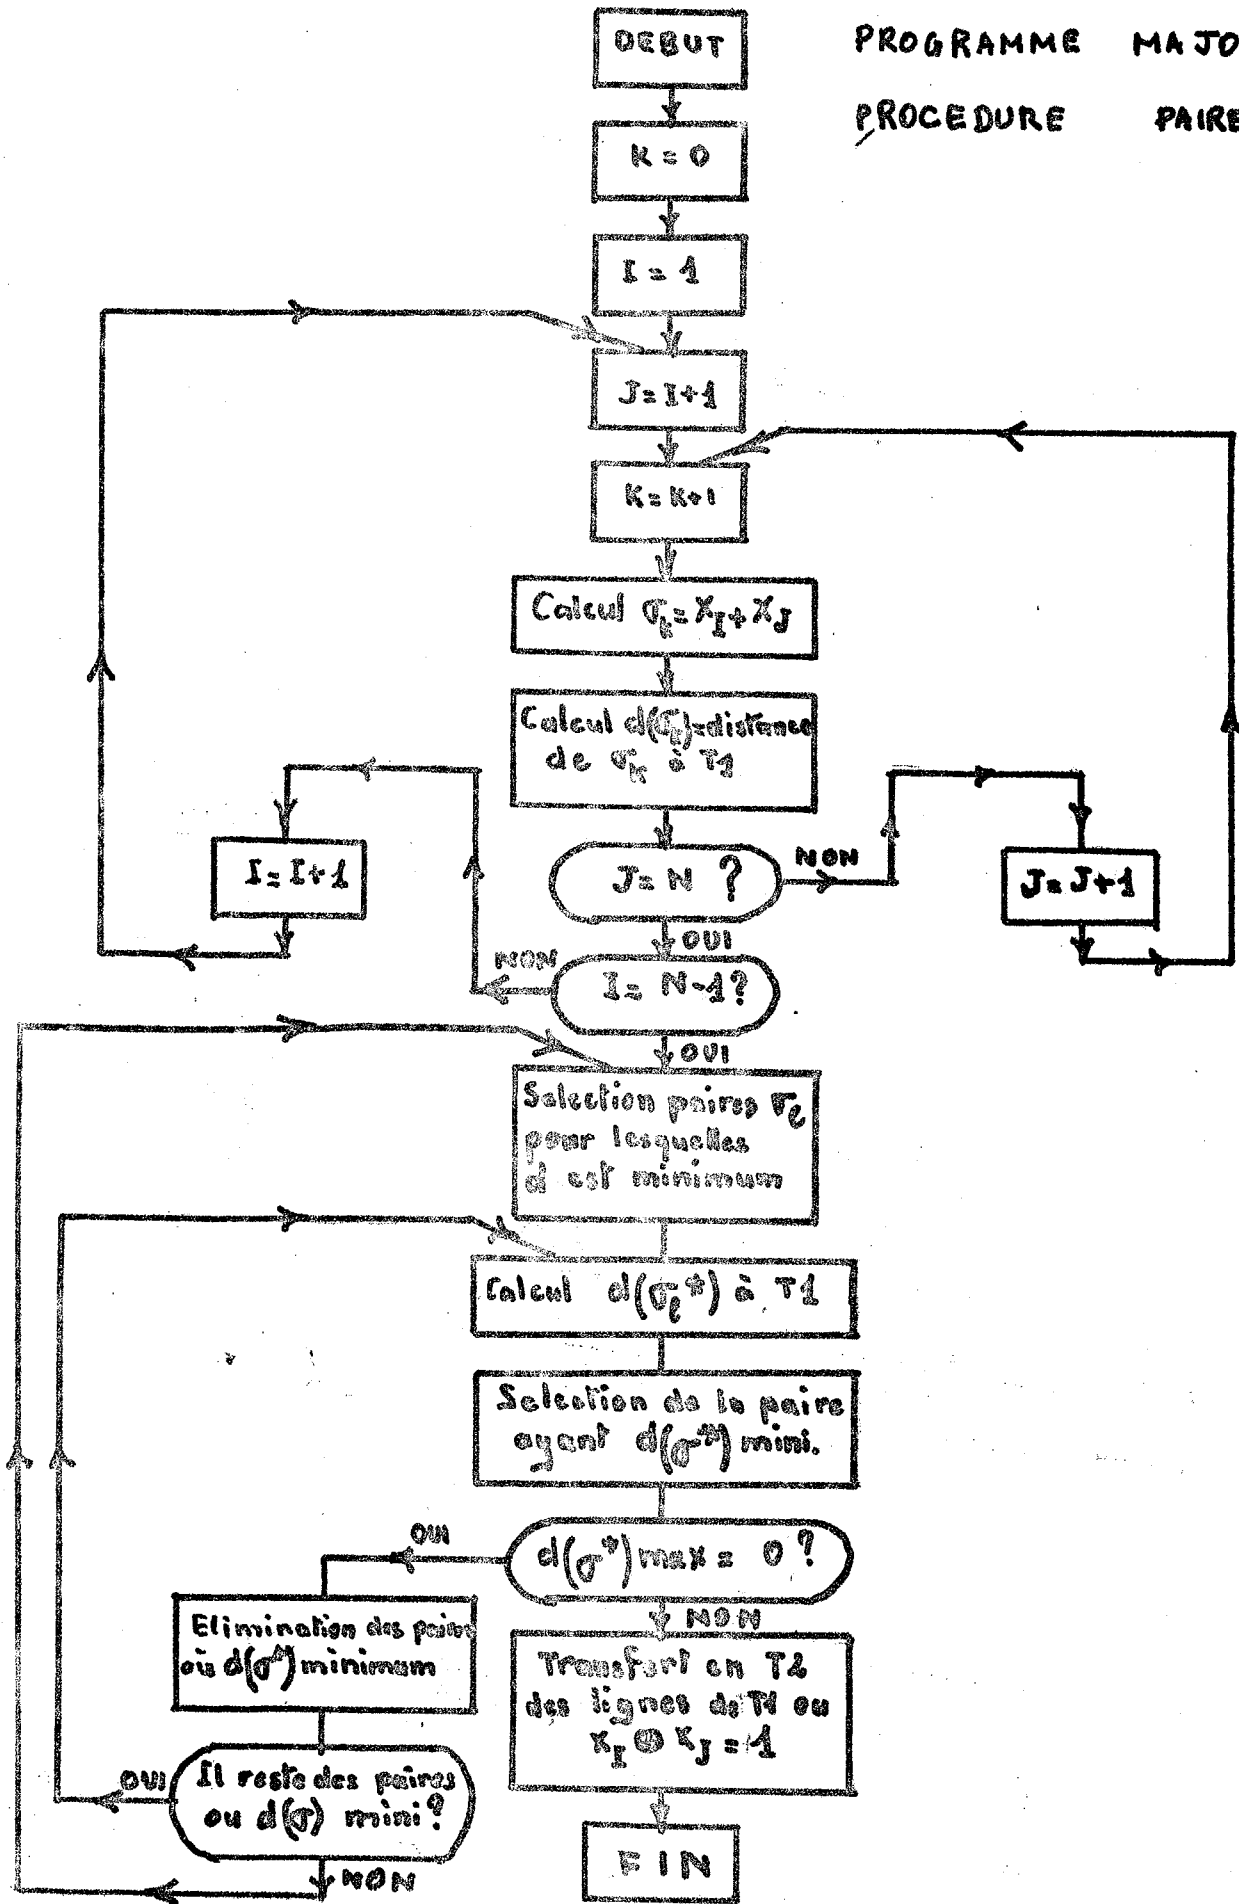 DEBUT
PROGRAMME MAJO
PROCEDURE PAIRE
K = 0
I = 1
J = I+1
K = K+1
Calcul σk = XI + XJ
Calcul d(σk) = distance
de σk à T1
I = I+1
J = N ?
NON
J = J+1
OUI
NON
I = N-1 ?
OUI
Selection paires σℓ
pour lesquelles
d est minimum
Calcul d(σℓ*) à T1
Selection de la paire
ayant d(σ*) mini.
OUI
d(σ*) max = 0 ?
NON
Elimination des paires
où d(σ*) minimum
Transfert en T2
des lignes de T1 ou
xI ⊕ xJ = 1
OUI
Il reste des paires
ou d(σ) mini ?
NON
FIN